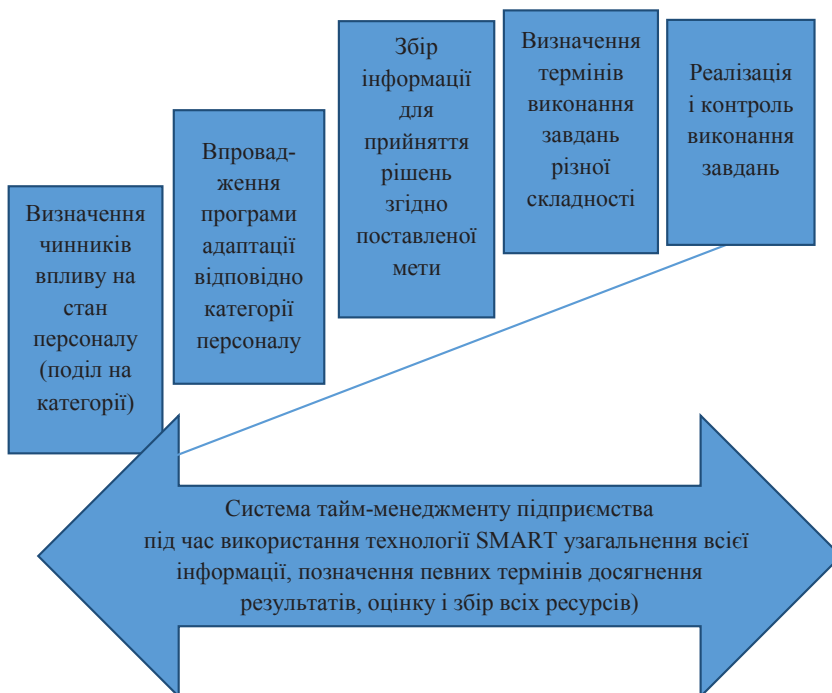 Визначення
чинників
впливу на
стан
персоналу
(поділ на
категорії)
Впровад-
ження
програми
адаптації
відповідно
категорії
персоналу
Збір
інформації
для
прийняття
рішень
згідно
поставленої
мети
Визначення
термінів
виконання
завдань
різної
складності
Реалізація
і контроль
виконання
завдань
Система тайм-менеджменту підприємства
під час використання технології SMART узагальнення всієї
інформації, позначення певних термінів досягнення
результатів, оцінку і збір всіх ресурсів)